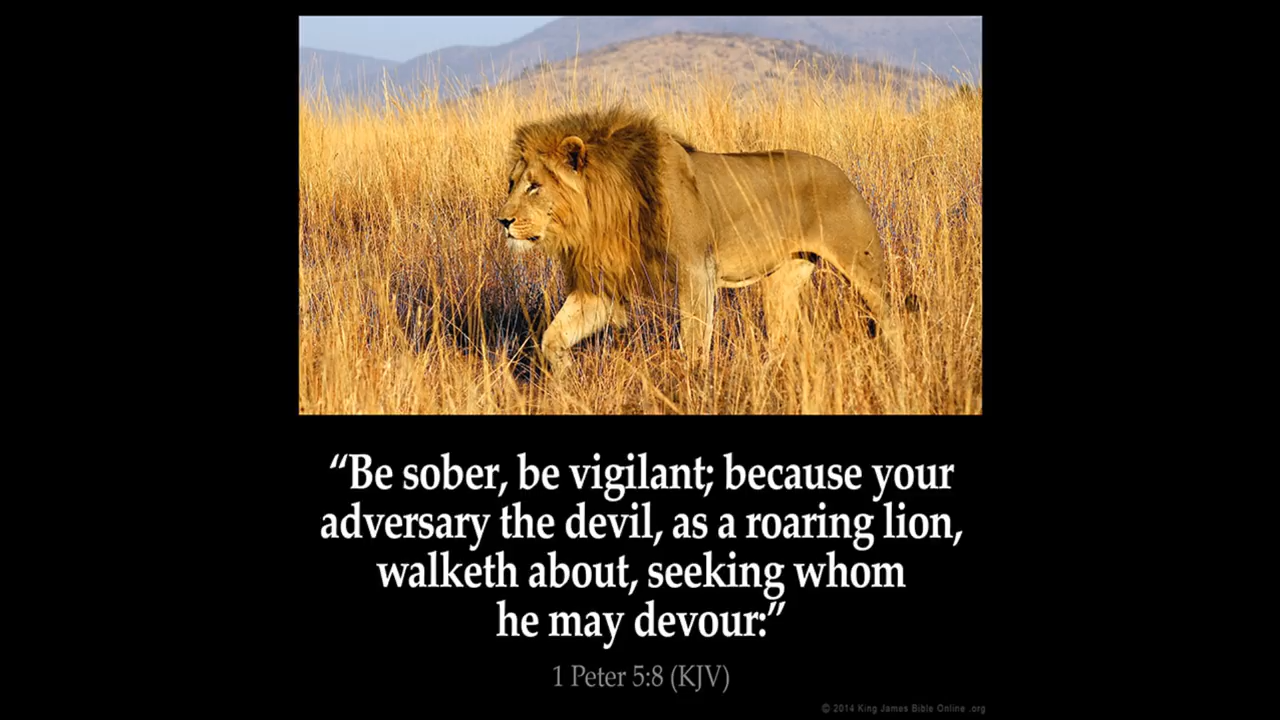 “Be sober, be vigilant; because your
adversary the devil, as a roaring lion,
walketh about, seeking whom
he may devour:”
1 Peter 5:8 (KJV)
© 2014 King James Bible Online .org